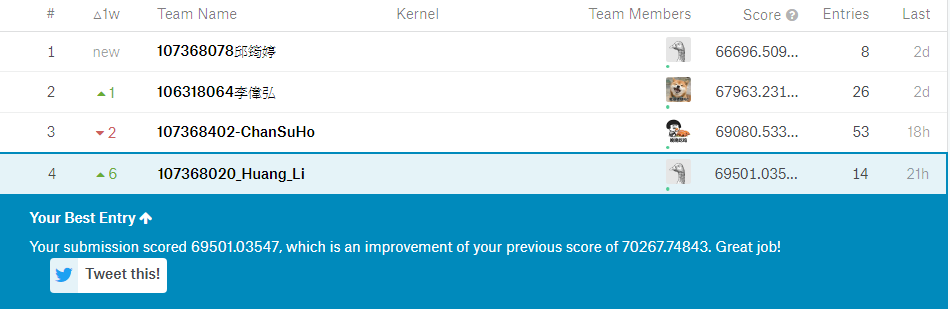 # △1w Team Name Kernel Team Members Score ? Entries Last
1 new 107368078邱筠婷 66696.509... 8 2d
2 1 106318064李偉弘 67963.231... 26 2d
3 2 107368402-ChanSuHo 69080.533... 53 18h
4 6 107368020_Huang_Li 69501.035... 14 21h
Your Best Entry
Your submission scored 69501.03547, which is an improvement of your previous score of 70267.74843. Great job!
Tweet this!